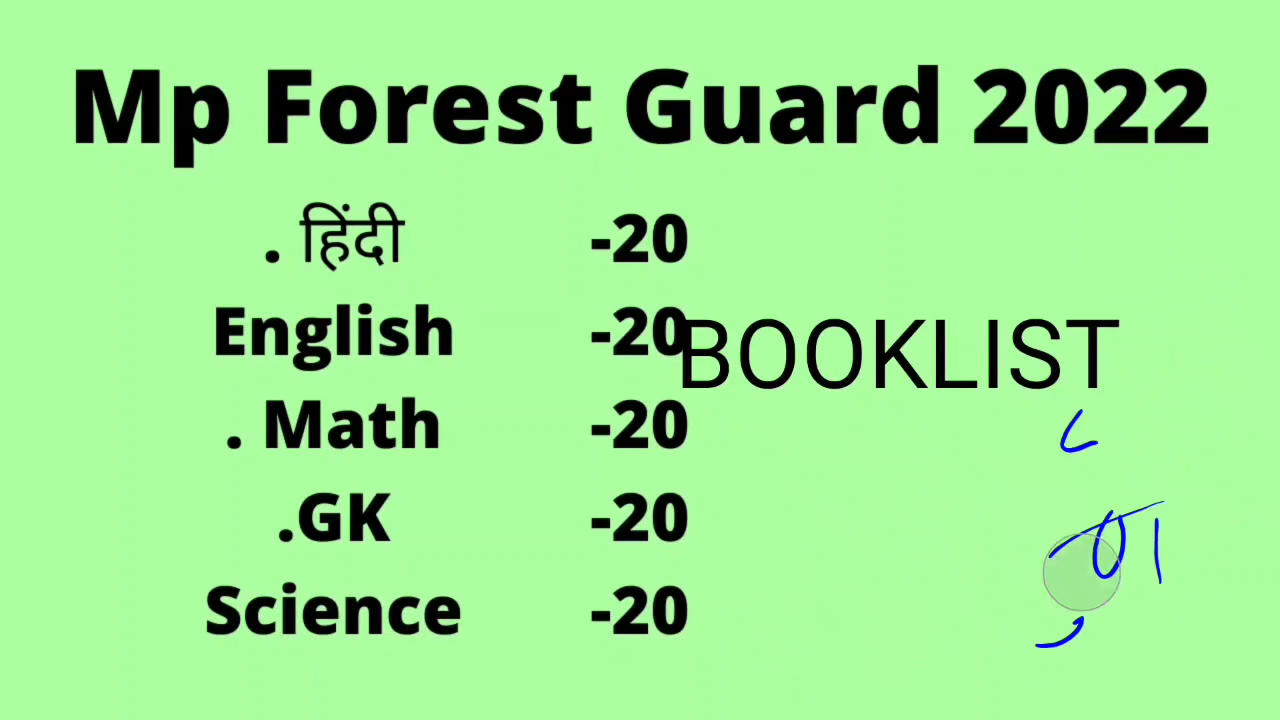 Mp Forest Guard 2022
. हिंदी -20
English -20
BOOKLIST
. Math -20
.GK -20
Science -20